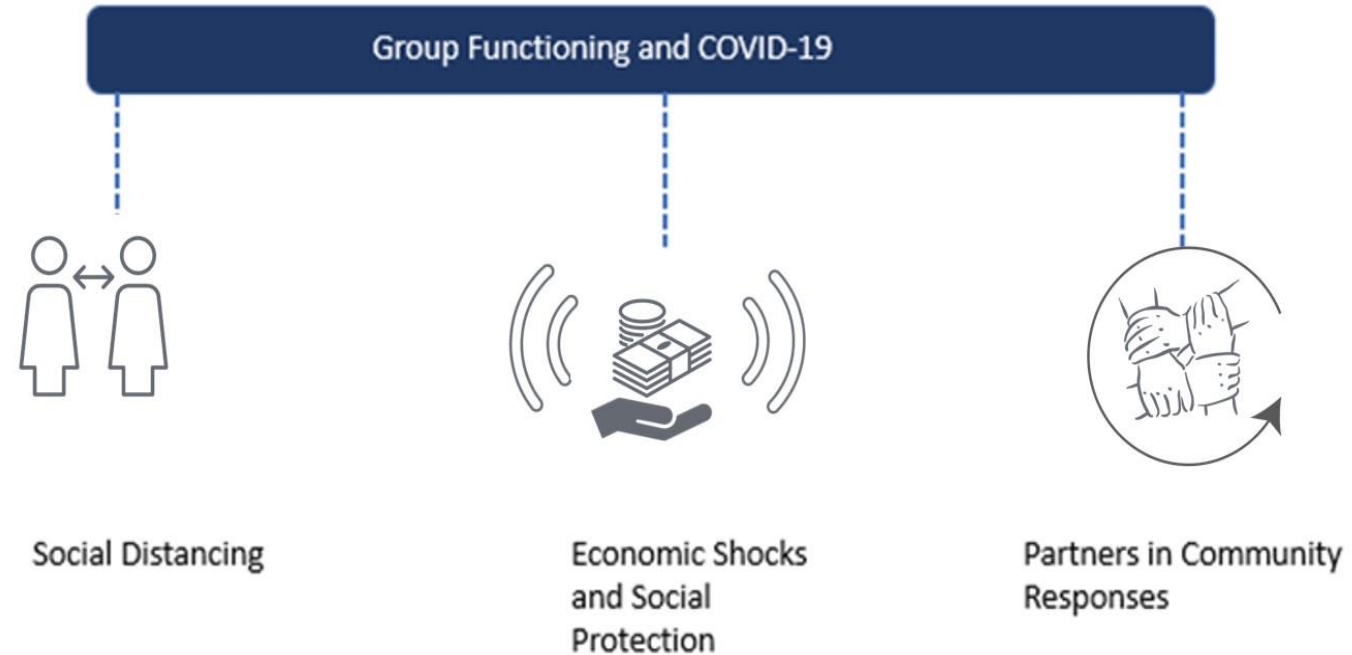 Group Functioning and COVID-19
Social Distancing
Economic Shocks
and Social
Protection
Partners in Community
Responses